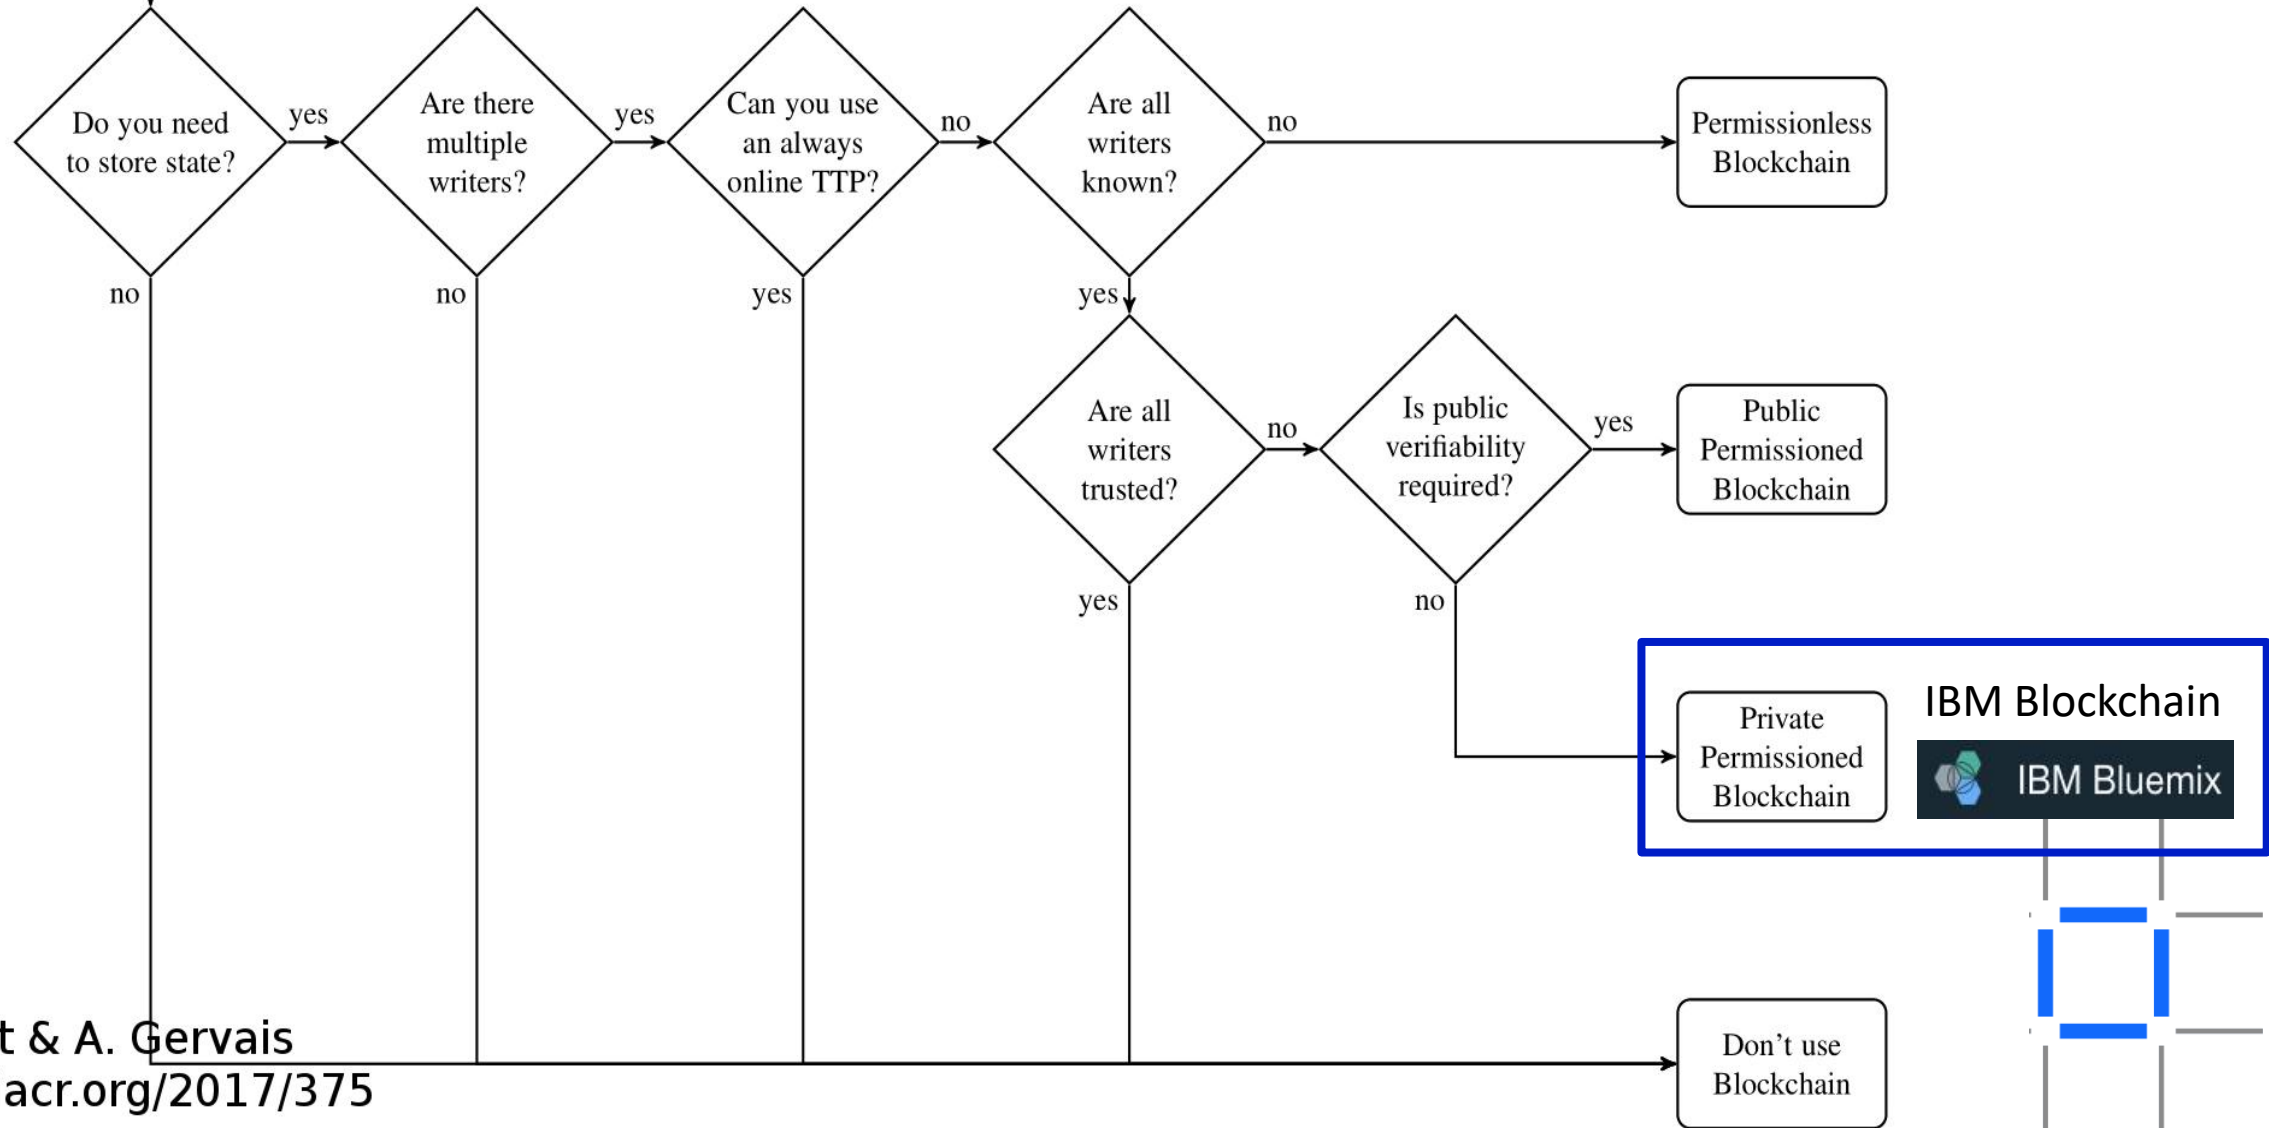 Do you need
to store state?
yes
no
Are there
multiple
writers?
yes
no
Can you use
an always
online TTP?
no
yes
Are all
writers
known?
no
yes
Permissionless
Blockchain
Are all
writers
trusted?
no
yes
Is public
verifiability
required?
yes
no
Public
Permissioned
Blockchain
Private
Permissioned
Blockchain
IBM Blockchain
IBM Bluemix
Don't use
Blockchain
t & A. Gervais
acr.org/2017/375